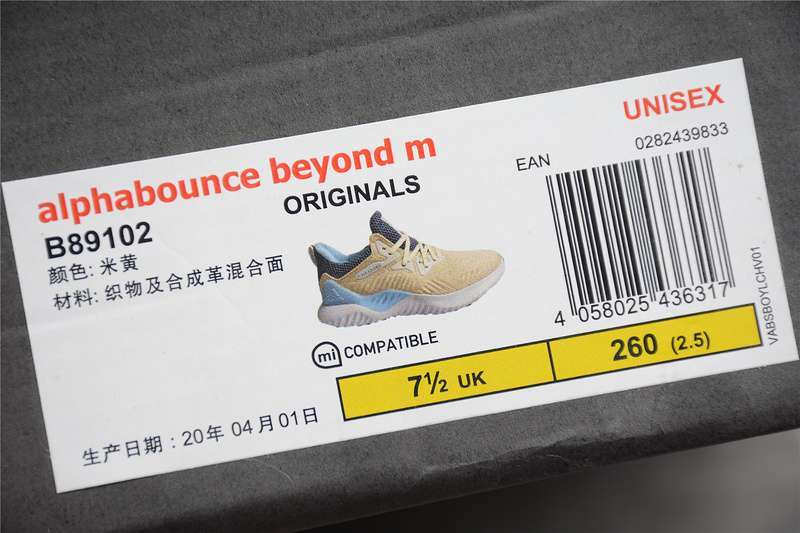 UNISEX
0282439833
EAN
alphabounce beyond m
ORIGINALS
B89102
颜色: 米黄
材料: 织物及合成革混合面
4 058025 436317
VABSBOYLCHV01
mi COMPATIBLE
7½ UK
260 (2.5)
生产日期 : 20年 04月01日